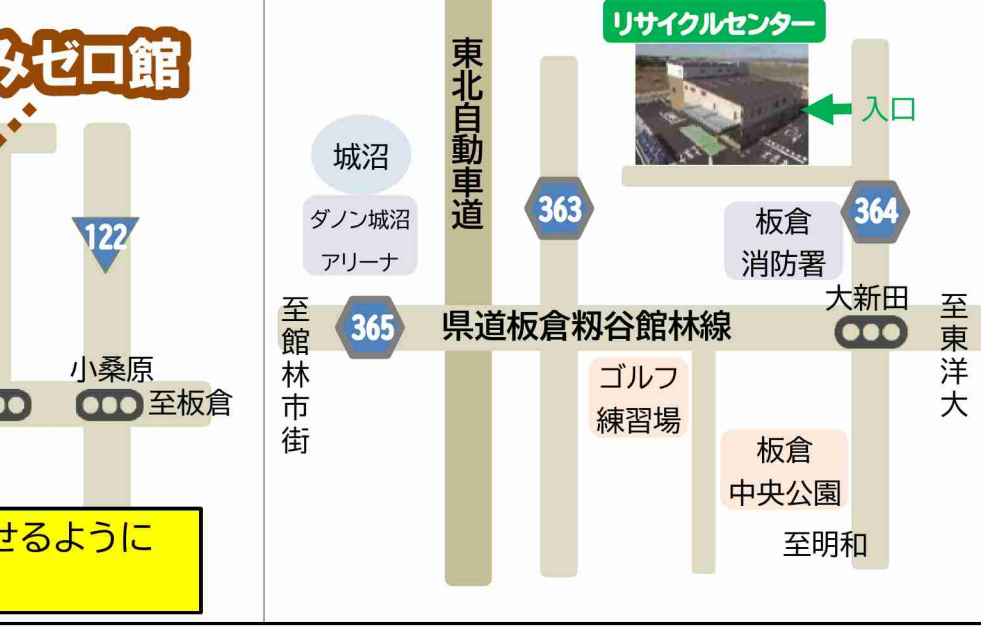 みゼロ館
122
小桑原
至板倉
せるように
リサイクルセンター
入口
東北自動車道
城沼
ダノン城沼
アリーナ
363
364
板倉
消防署
大新田
至館林市街
365
県道板倉籾谷館林線
至東洋大
ゴルフ
練習場
板倉
中央公園
至明和